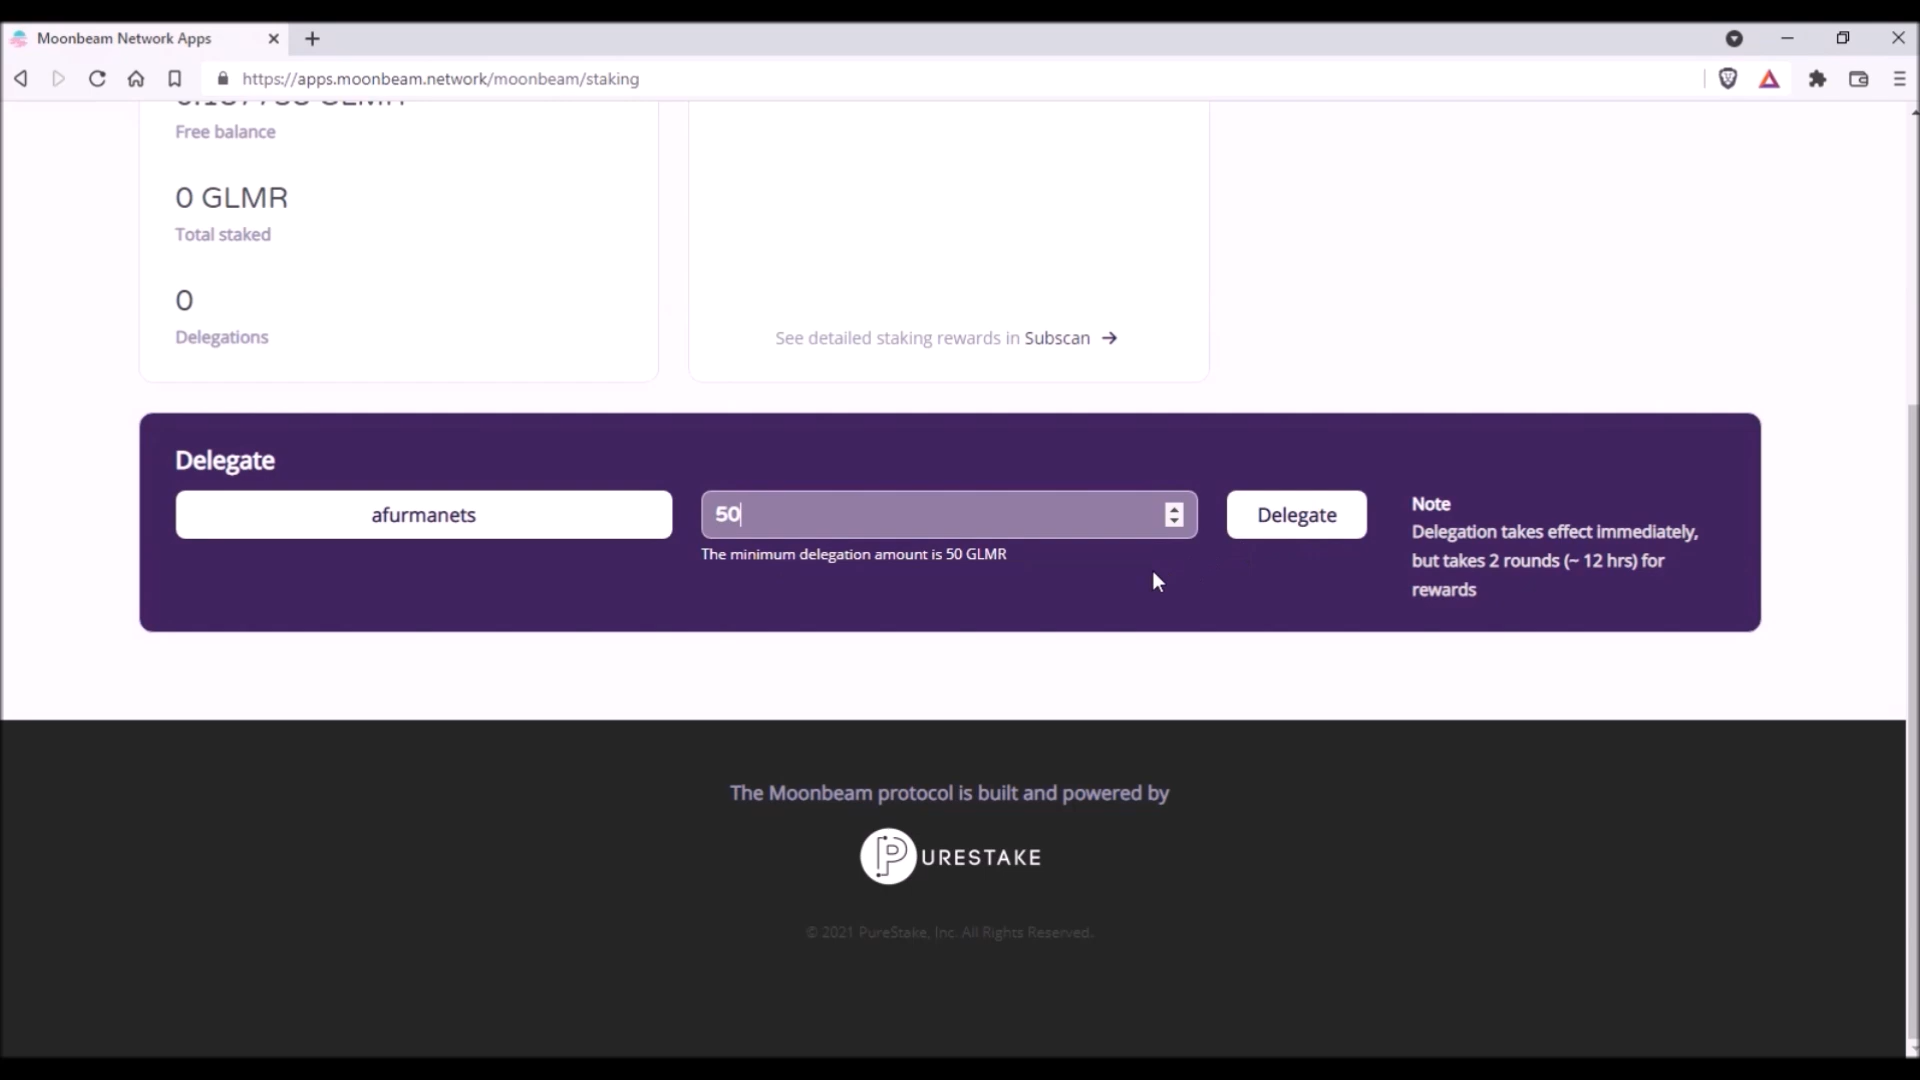 Moonbeam Network Apps
https://apps.moonbeam.network/moonbeam/staking
Free balance
0 GLMR
Total staked
0
Delegations
See detailed staking rewards in Subscan →
Delegate
afurmanets
50
Delegate
The minimum delegation amount is 50 GLMR
Note
Delegation takes effect immediately,
but takes 2 rounds (~ 12 hrs) for
rewards
The Moonbeam protocol is built and powered by
PURESTAKE
© 2021 PureStake, Inc. All Rights Reserved.